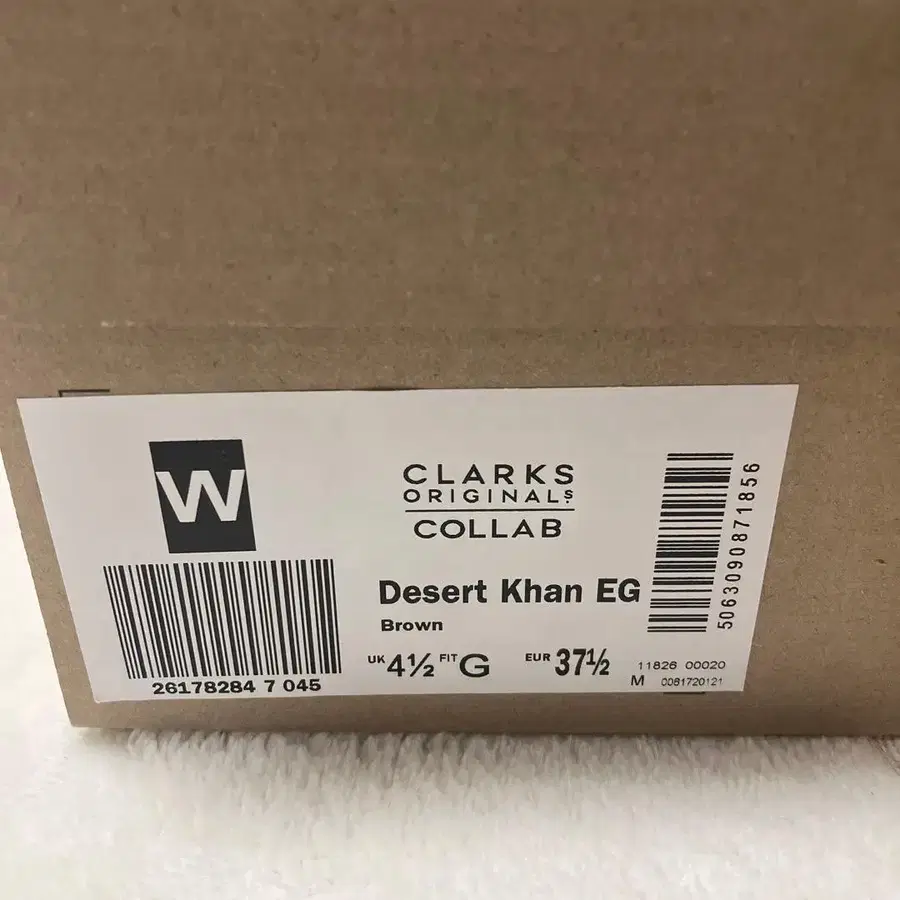 W
26178284 7 045
CLARKS
ORIGINALS.
COLLAB
Desert Khan EG
Brown
UK 4½ FIT G EUR 37½
5063090871856
11826 00020
M 0081720121